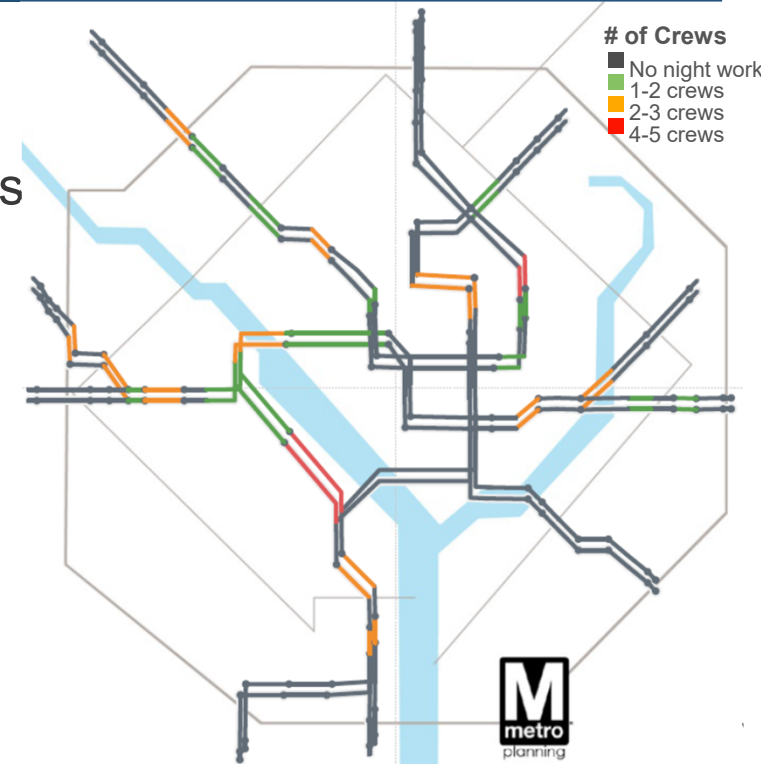 # of Crews
No night work
1-2 crews
2-3 crews
4-5 crews
S
M
metro
planning